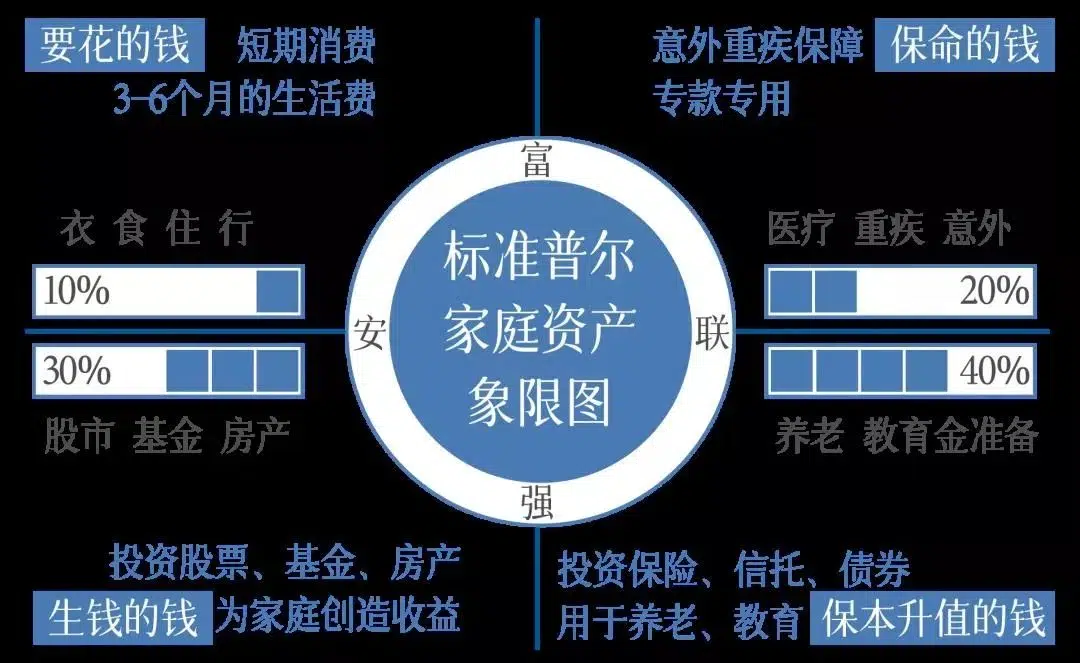 要花的钱
短期消费
3-6个月的生活费
衣 食 住 行
10%
意外重疾保障
专款专用
保命的钱
医疗 重疾 意外
20%
富
安
联
强
标准普尔
家庭资产
象限图
30%
股市 基金 房产
投资股票、基金、房产
为家庭创造收益
生钱的钱
40%
养老 教育金准备
投资保险、信托、债券
用于养老、教育
保本升值的钱